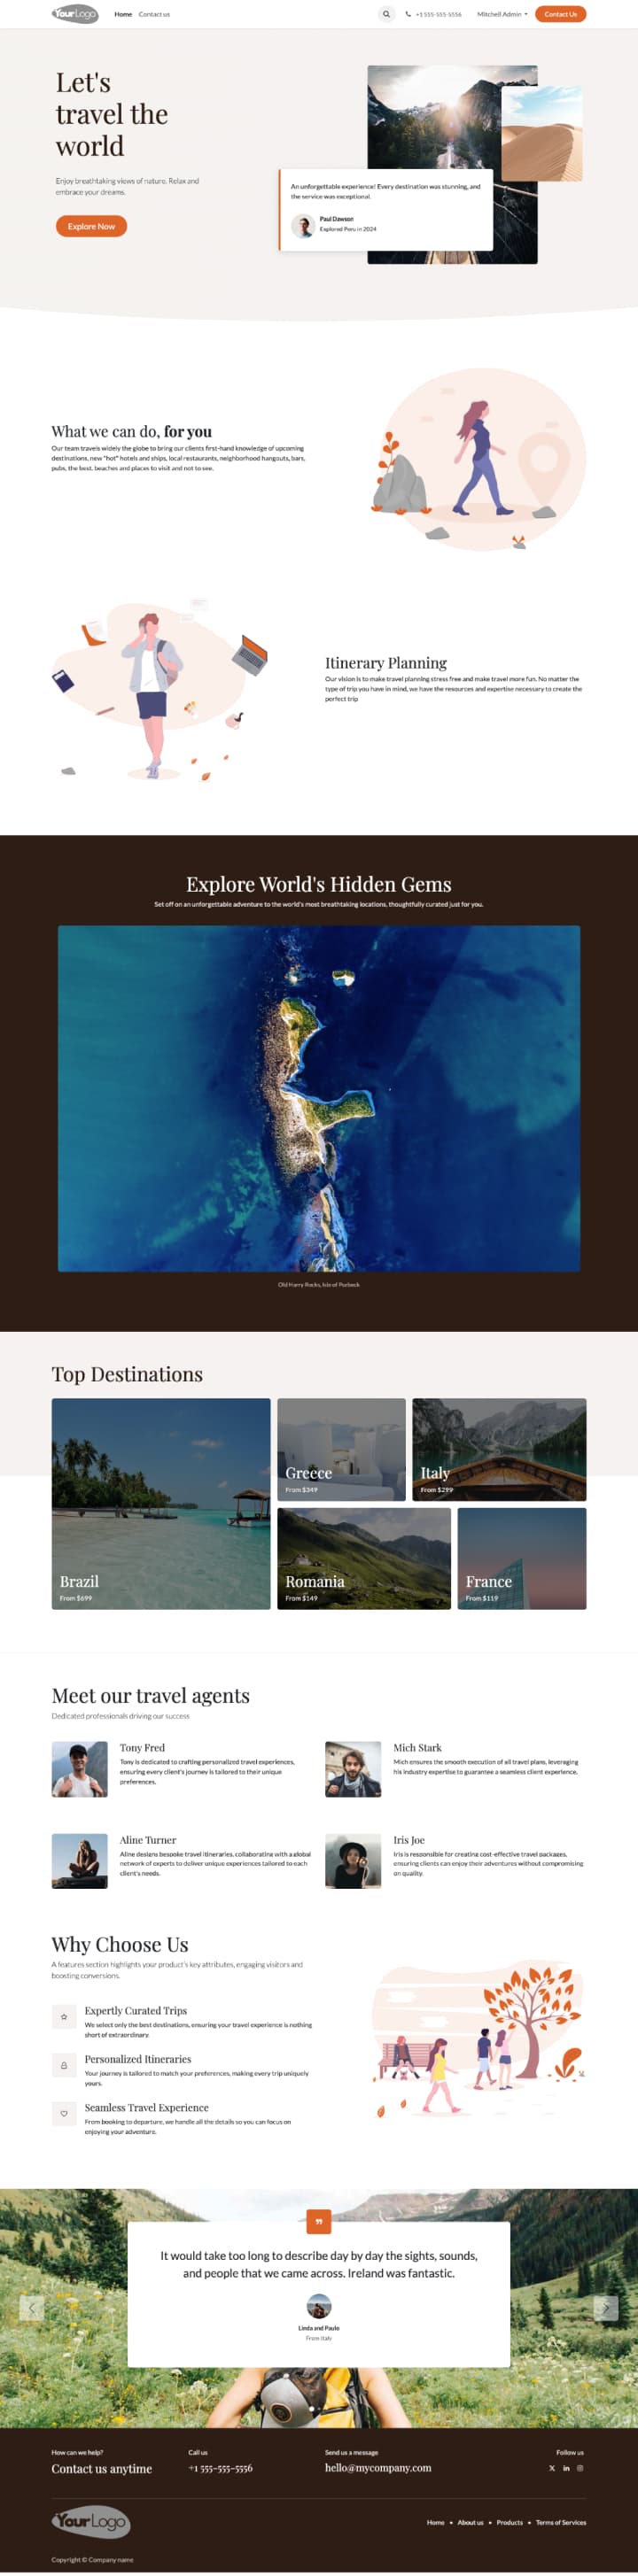 YourLogo
Home Contact us
+1 555-555-5556
Mitchell Admin
Contact Us
Let's
travel the
world
Enjoy breathtaking views of nature. Relax and
embrace your dreams.
Explore Now
An unforgettable experience! Every destination was stunning, and
the service was exceptional.
Paul Dawson
Explored Peru in 2024
What we can do, for you
Our team travels widely the globe to bring our clients first-hand knowledge of upcoming
destinations, new "hot" hotels and ships, local restaurants, neighborhood hangouts, bars,
pubs, the best, beaches and places to visit and not to see.
Itinerary Planning
Our vision is to make travel planning stress free and make travel more fun. No matter the
type of trip you have in mind, we have the resources and expertise necessary to create the
perfect trip
Explore World's Hidden Gems
Set off on an unforgettable adventure to the world's most breathtaking locations, thoughtfully curated just for you.
Old Harry Rocks, Isle of Purbeck
Top Destinations
Brazil
From $699
Greece
From $349
Italy
From $299
Romania
From $149
France
From $119
Meet our travel agents
Dedicated professionals driving our success
Tony Fred
Tony is dedicated to crafting personalized travel experiences,
ensuring every client's journey is tailored to their unique
preferences.
Mich Stark
Mich ensures the smooth execution of all travel plans, leveraging
his industry expertise to guarantee a seamless client experience.
Aline Turner
Aline designs bespoke travel itineraries, collaborating with a global
network of experts to deliver unique experiences tailored to each
client's needs.
Iris Joe
Iris is responsible for creating cost-effective travel packages,
ensuring clients can enjoy their adventures without compromising
on quality.
Why Choose Us
A features section highlights your product's key attributes, engaging visitors and
boosting conversions.
Expertly Curated Trips
We select only the best destinations, ensuring your travel experience is nothing
short of extraordinary.
Personalized Itineraries
Your journey is tailored to match your preferences, making every trip uniquely
yours.
Seamless Travel Experience
From booking to departure, we handle all the details so you can focus on
enjoying your adventure.
It would take too long to describe day by day the sights, sounds,
and people that we came across. Ireland was fantastic.
Linda and Paulo
From Italy
How can we help?
Contact us anytime
Call us
+1 555-555-5556
Send us a message
hello@mycompany.com
Follow us
YourLogo
Home • About us • Products • Terms of Services
Copyright © Company name